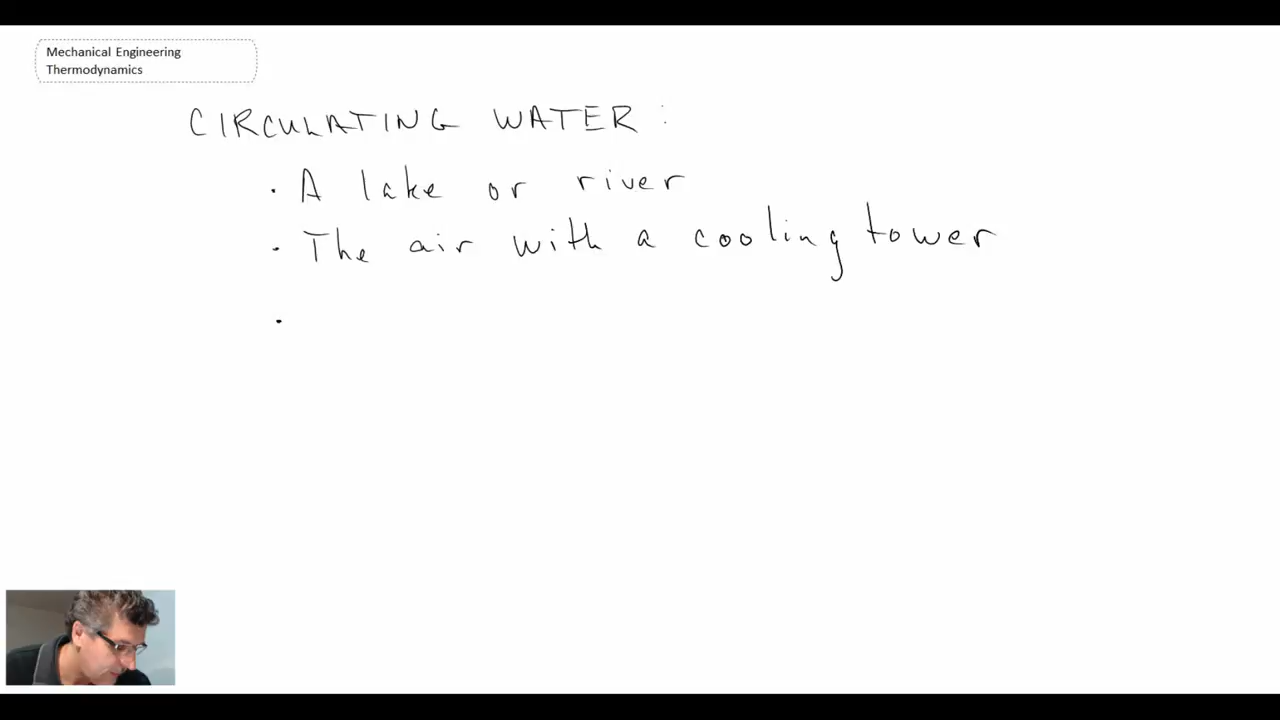 Mechanical Engineering
Thermodynamics
CIRCULATING WATER :
· A lake or river
· The air with a cooling tower
·